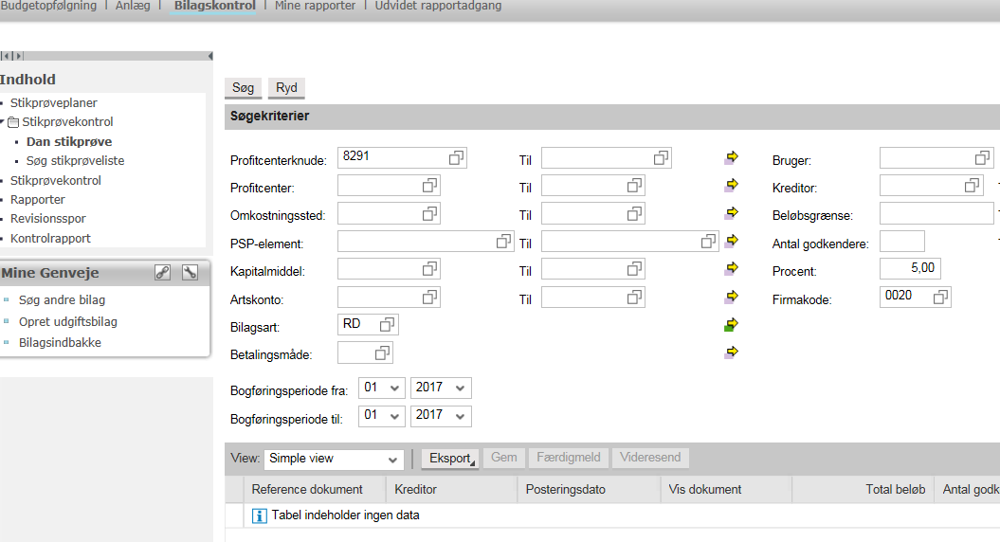 Budgetopfølgning | Anlæg | Bilagskontrol | Mine rapporter | Udvidet rapportadgang
Indhold
Stikprøveplaner
Stikprøvekontrol
Dan stikprøve
Søg stikprøveliste
Stikprøvekontrol
Rapporter
Revisionsspor
Kontrolrapport
Mine Genveje
Søg andre bilag
Opret udgiftsbilag
Bilagsindbakke
Søg Ryd
Søgekriterier
Profitcenterknude: 8291 Til Bruger:
Profitcenter: Til Kreditor:
Omkostningssted: Til Beløbsgrænse:
PSP-element: Til Antal godkendere:
Kapitalmiddel: Til Procent: 5,00
Artskonto: Til Firmakode: 0020
Bilagsart: RD
Betalingsmåde:
Bogføringsperiode fra: 01 2017
Bogføringsperiode til: 01 2017
View: Simple view Eksport Gem Færdigmeld Videresend
Reference dokument Kreditor Posteringsdato Vis dokument Total beløb Antal godk
Tabel indeholder ingen data